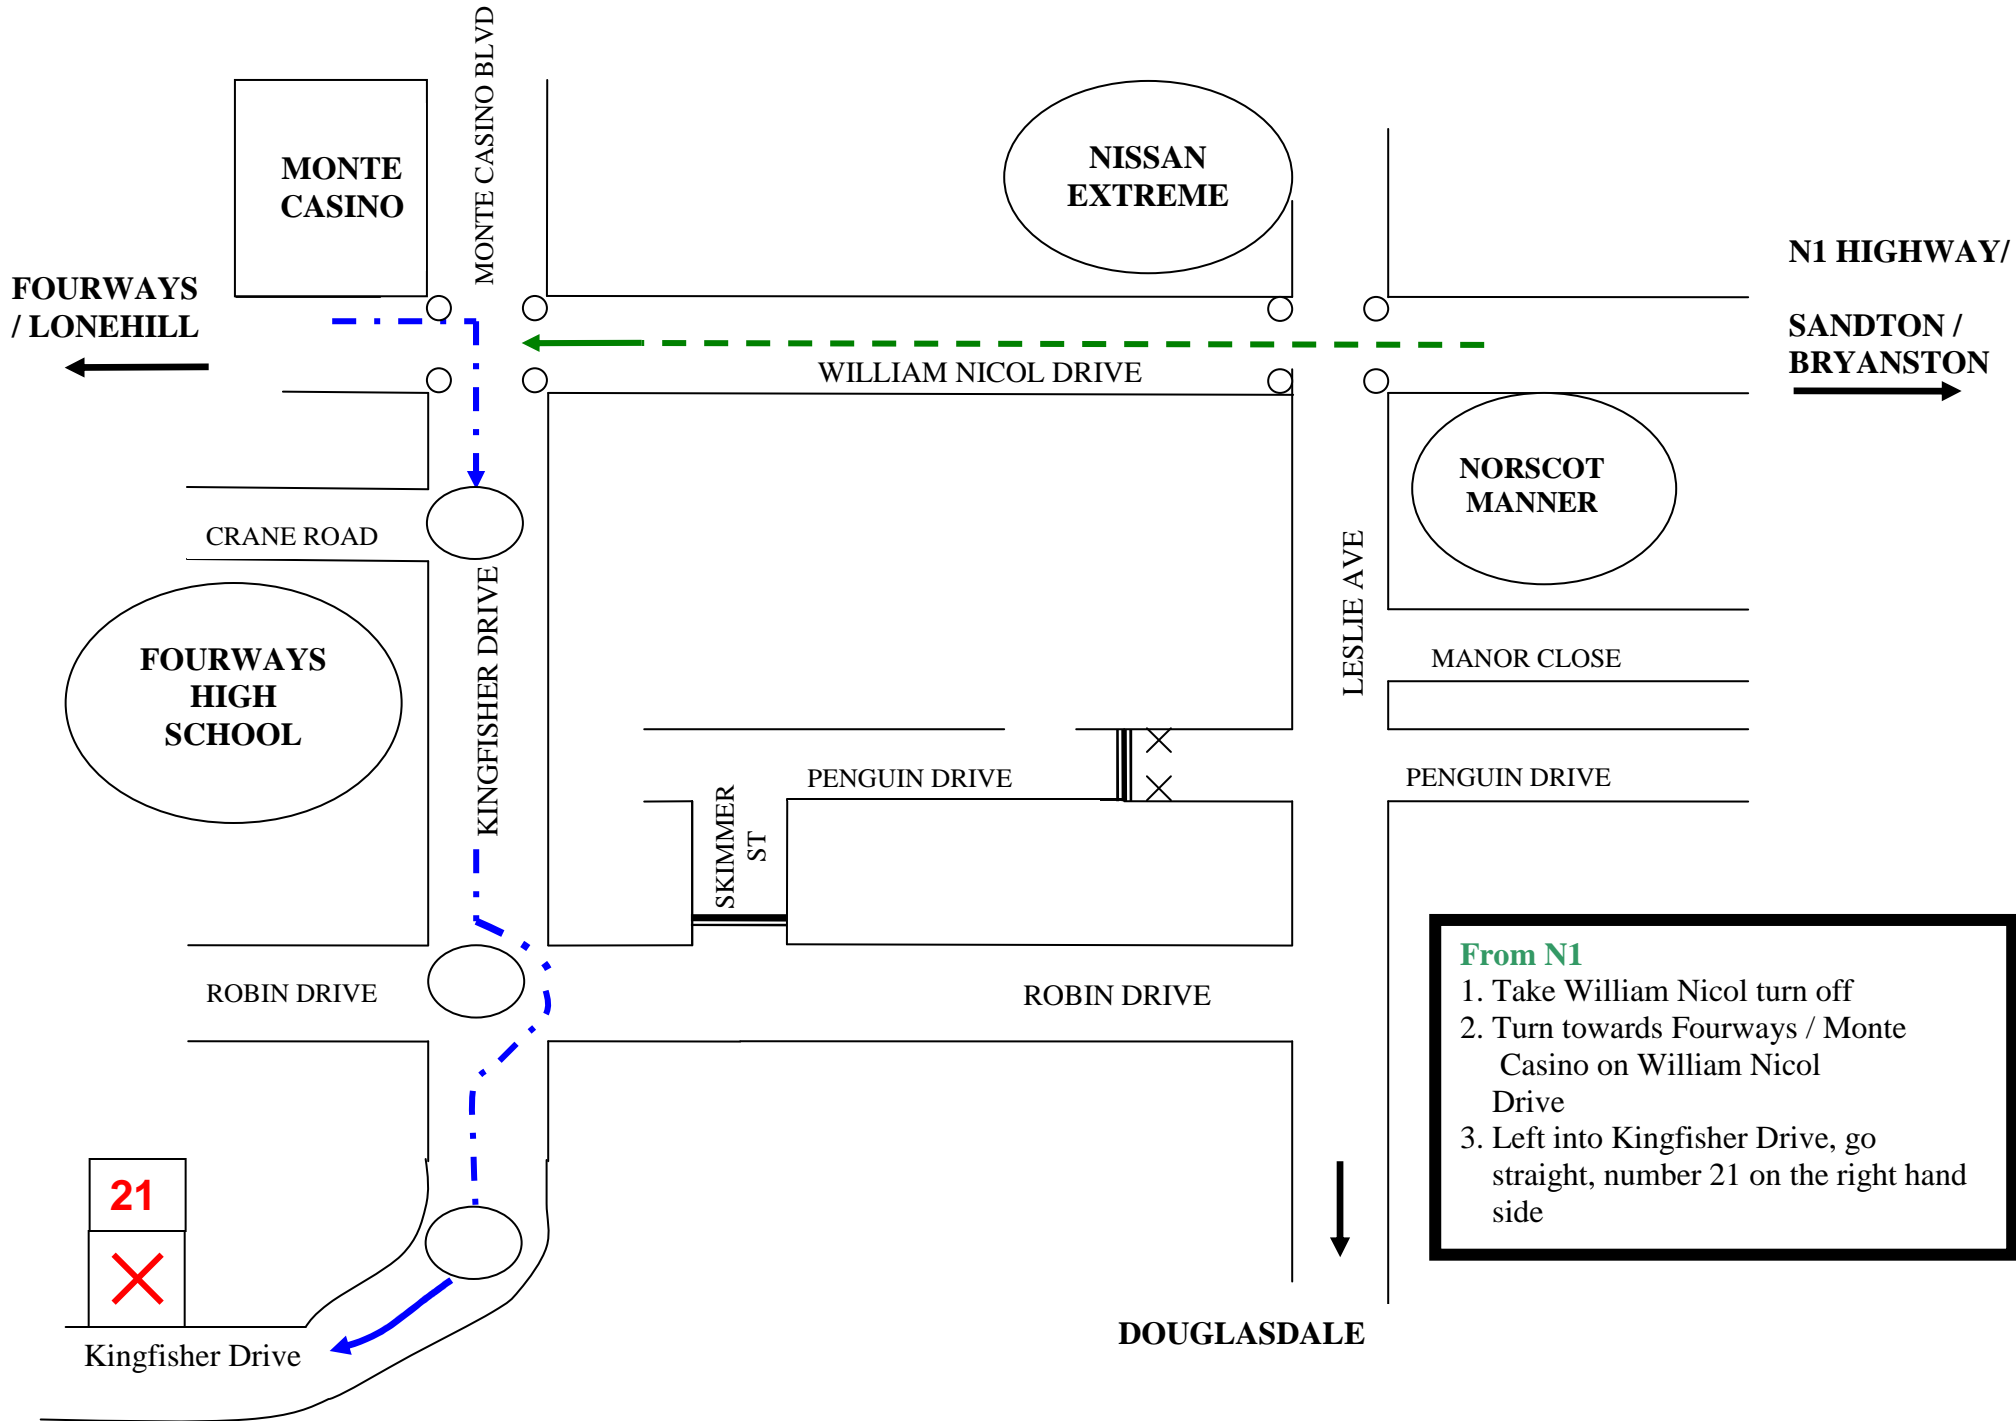 MONTE CASINO BLVD
MONTE
CASINO
NISSAN
EXTREME
N1 HIGHWAY/
SANDTON /
BRYANSTON
FOURWAYS
/ LONEHILL
WILLIAM NICOL DRIVE
NORSCOT
MANNER
CRANE ROAD
KINGFISHER DRIVE
LESLIE AVE
FOURWAYS
HIGH
SCHOOL
MANOR CLOSE
PENGUIN DRIVE
PENGUIN DRIVE
SKIMMER
ST
ROBIN DRIVE
ROBIN DRIVE
From N1
1. Take William Nicol turn off
2. Turn towards Fourways / Monte
Casino on William Nicol
Drive
3. Left into Kingfisher Drive, go
straight, number 21 on the right hand
side
21
Kingfisher Drive
DOUGLASDALE